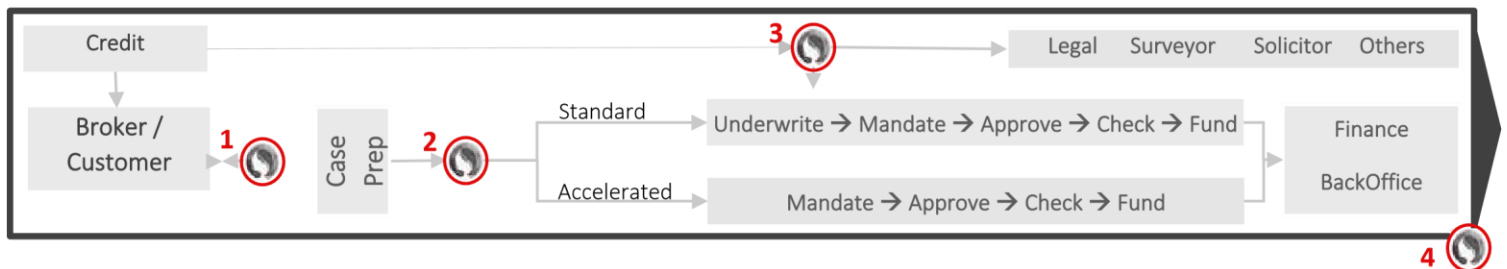 Credit
3
Legal Surveyor Solicitor Others
Broker /
Customer
1
Case
Prep
2
Standard
Underwrite → Mandate → Approve → Check → Fund
Accelerated
Mandate → Approve → Check → Fund
Finance
BackOffice
4